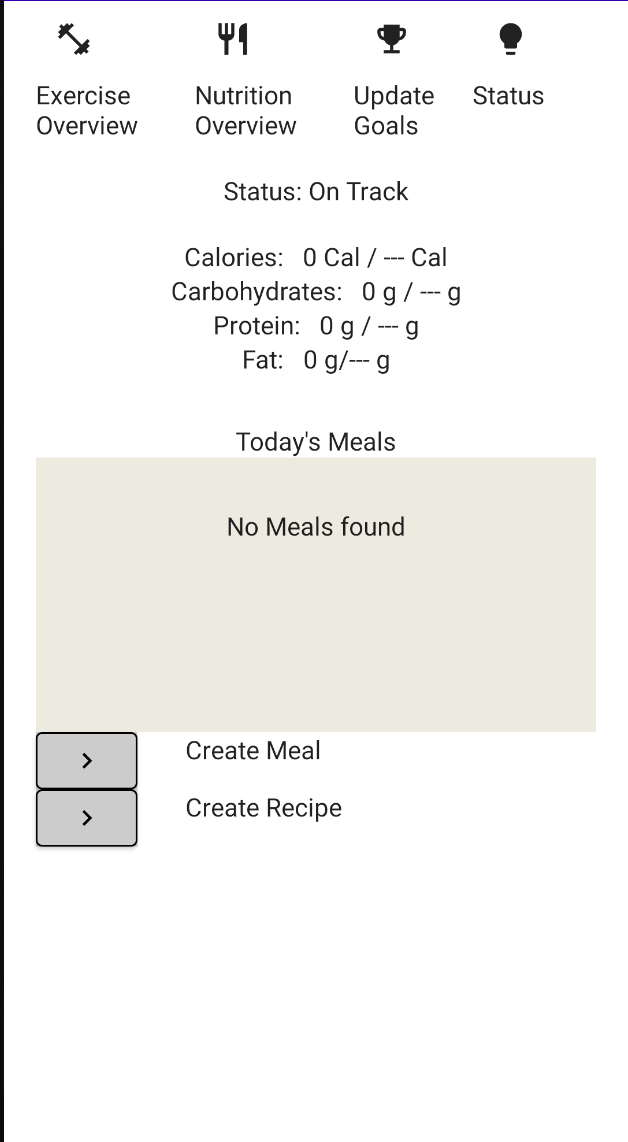 Exercise Overview
Nutrition Overview
Update Goals
Status
Status: On Track
Calories: 0 Cal / --- Cal
Carbohydrates: 0 g / --- g
Protein: 0 g / --- g
Fat: 0 g/--- g
Today's Meals
No Meals found
Create Meal
Create Recipe